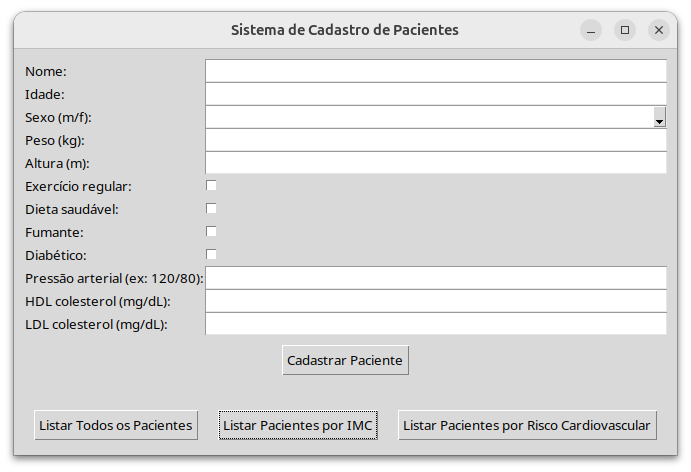 Sistema de Cadastro de Pacientes
Nome:
Idade:
Sexo (m/f):
Peso (kg):
Altura (m):
Exercício regular:
Dieta saudável:
Fumante:
Diabético:
Pressão arterial (ex: 120/80):
HDL colesterol (mg/dL):
LDL colesterol (mg/dL):
Cadastrar Paciente
Listar Todos os Pacientes
Listar Pacientes por IMC
Listar Pacientes por Risco Cardiovascular